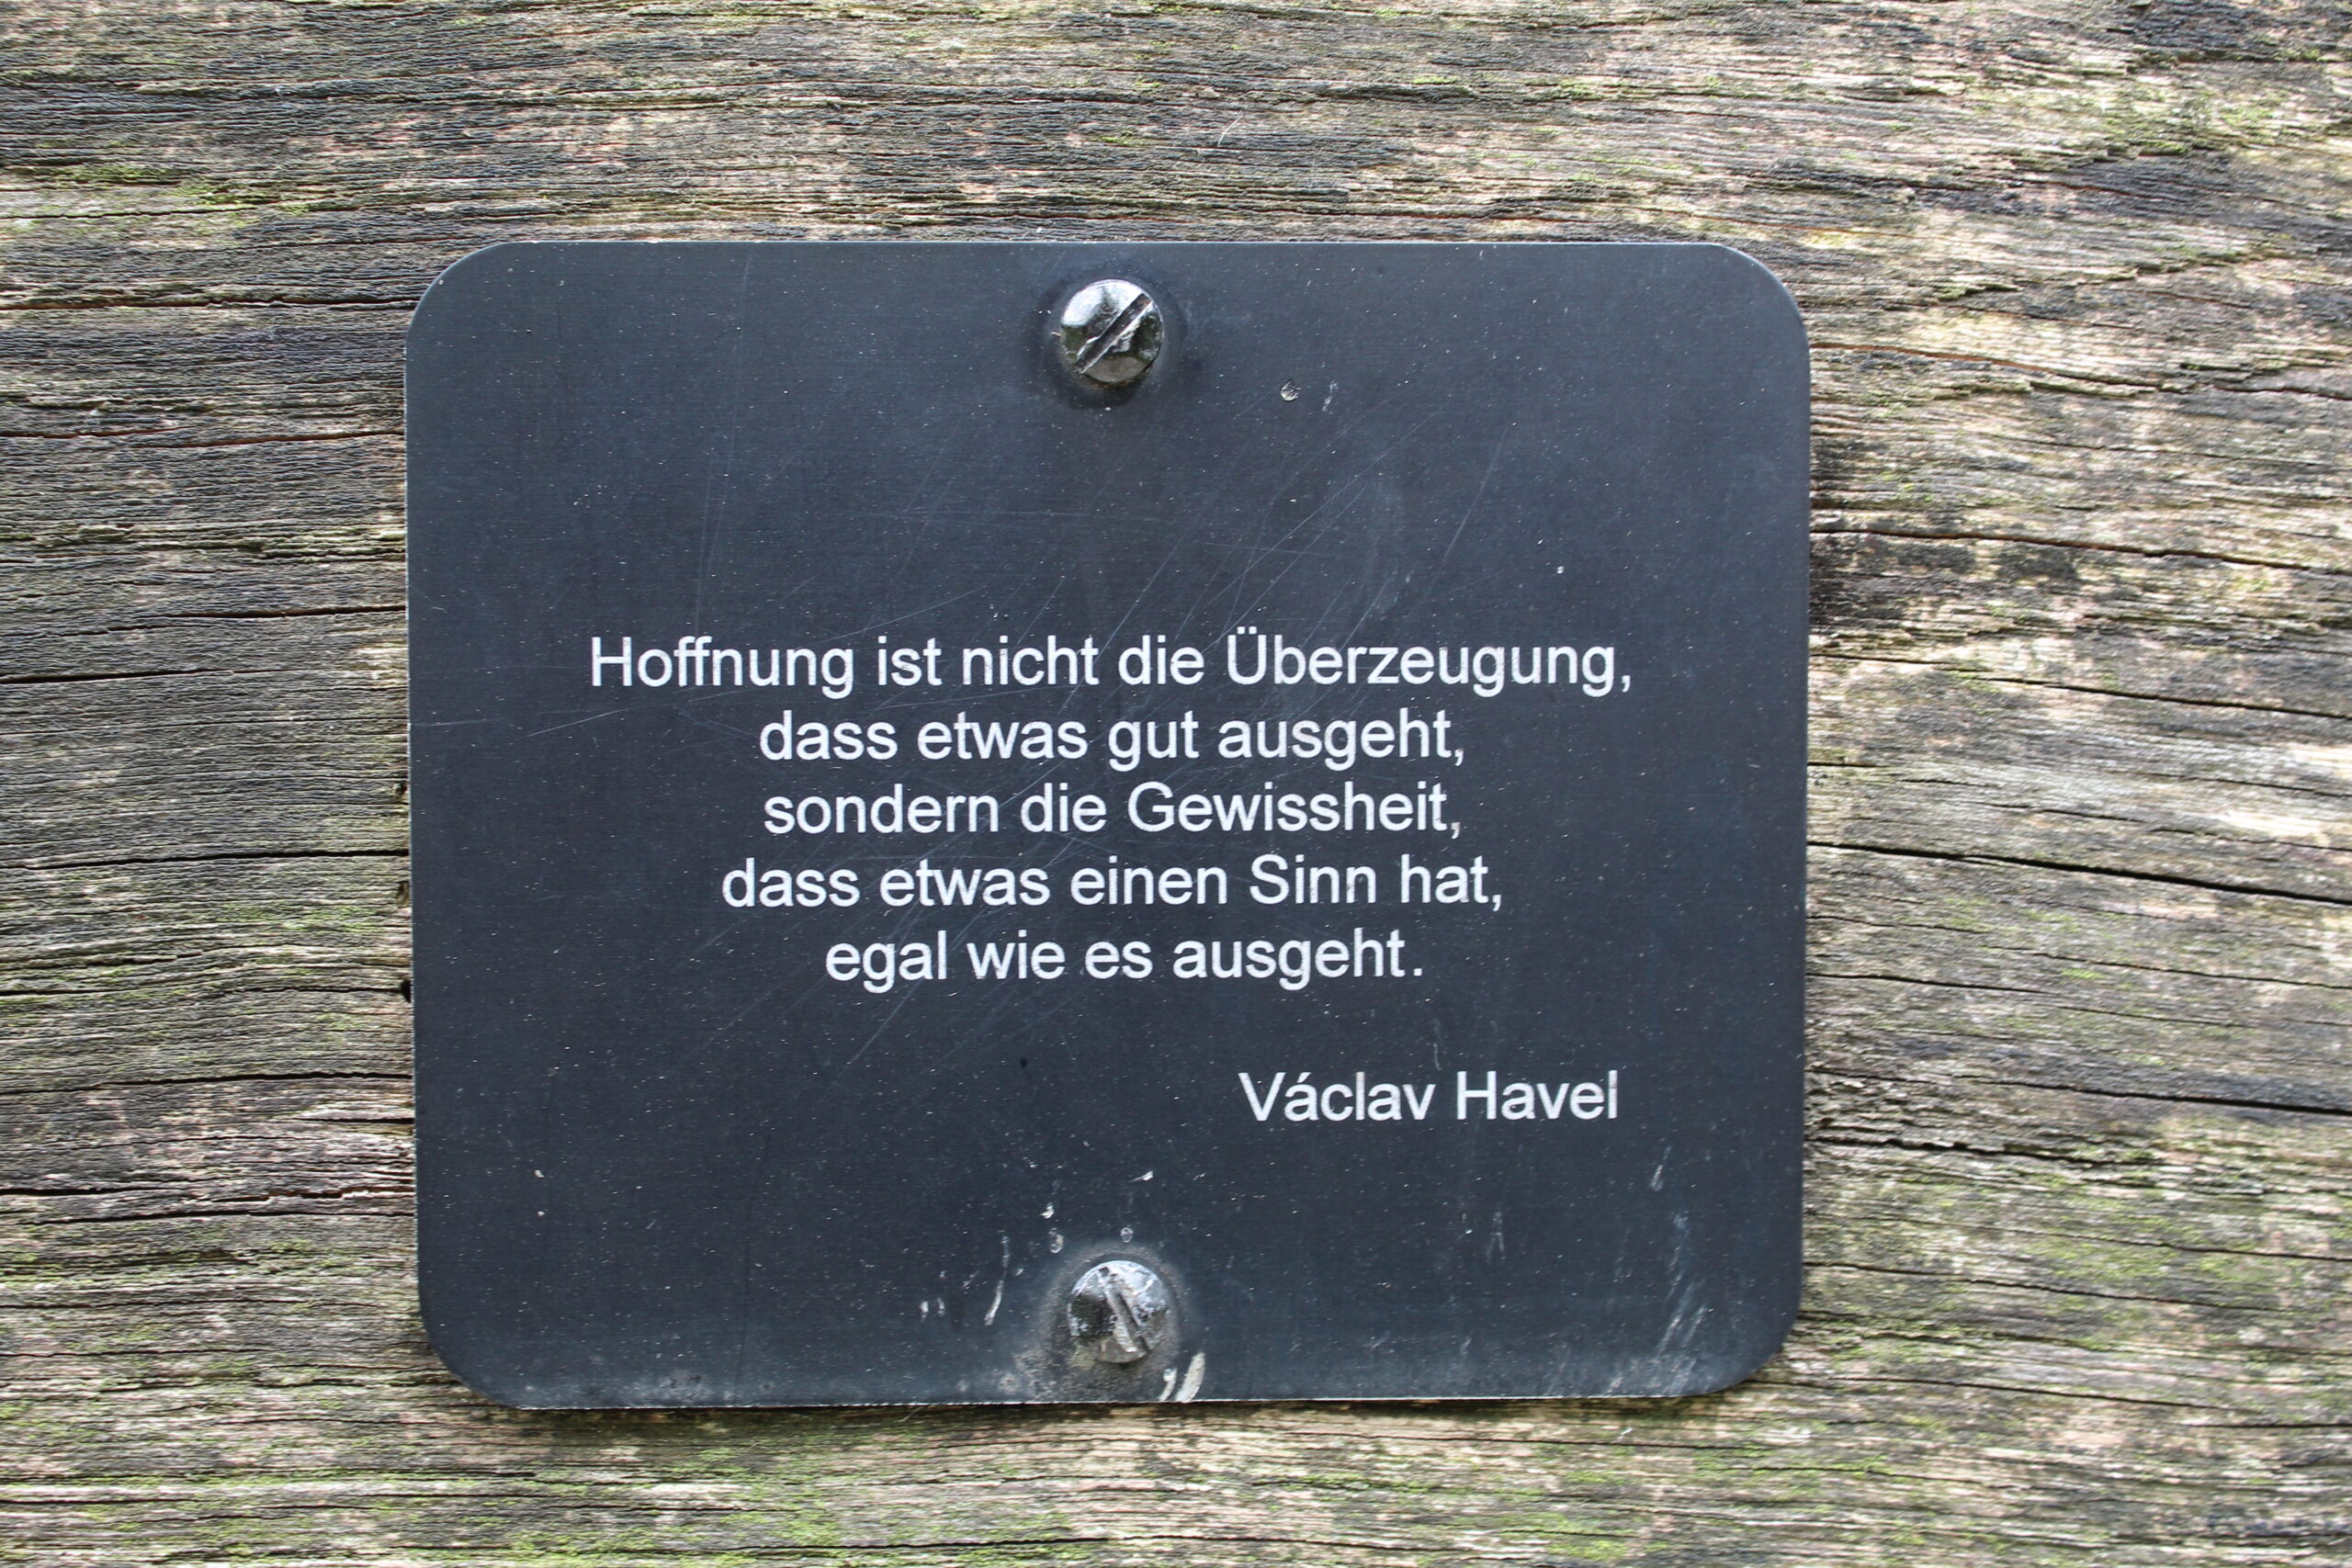 Hoffnung ist nicht die Überzeugung,
dass etwas gut ausgeht,
sondern die Gewissheit,
dass etwas einen Sinn hat,
egal wie es ausgeht.
Václav Havel